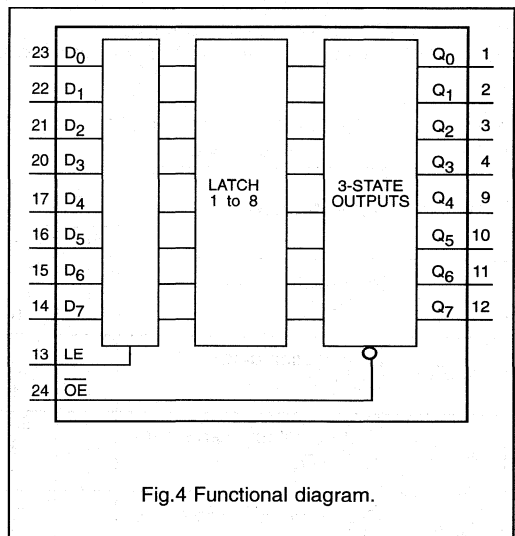 23 D0 Q0 1
22 D1 Q1 2
21 D2 Q2 3
20 D3 Q3 4
LATCH 3-STATE
1 to 8 OUTPUTS
17 D4 Q4 9
16 D5 Q5 10
15 D6 Q6 11
14 D7 Q7 12
13 LE
24 O̅E̅
Fig.4 Functional diagram.